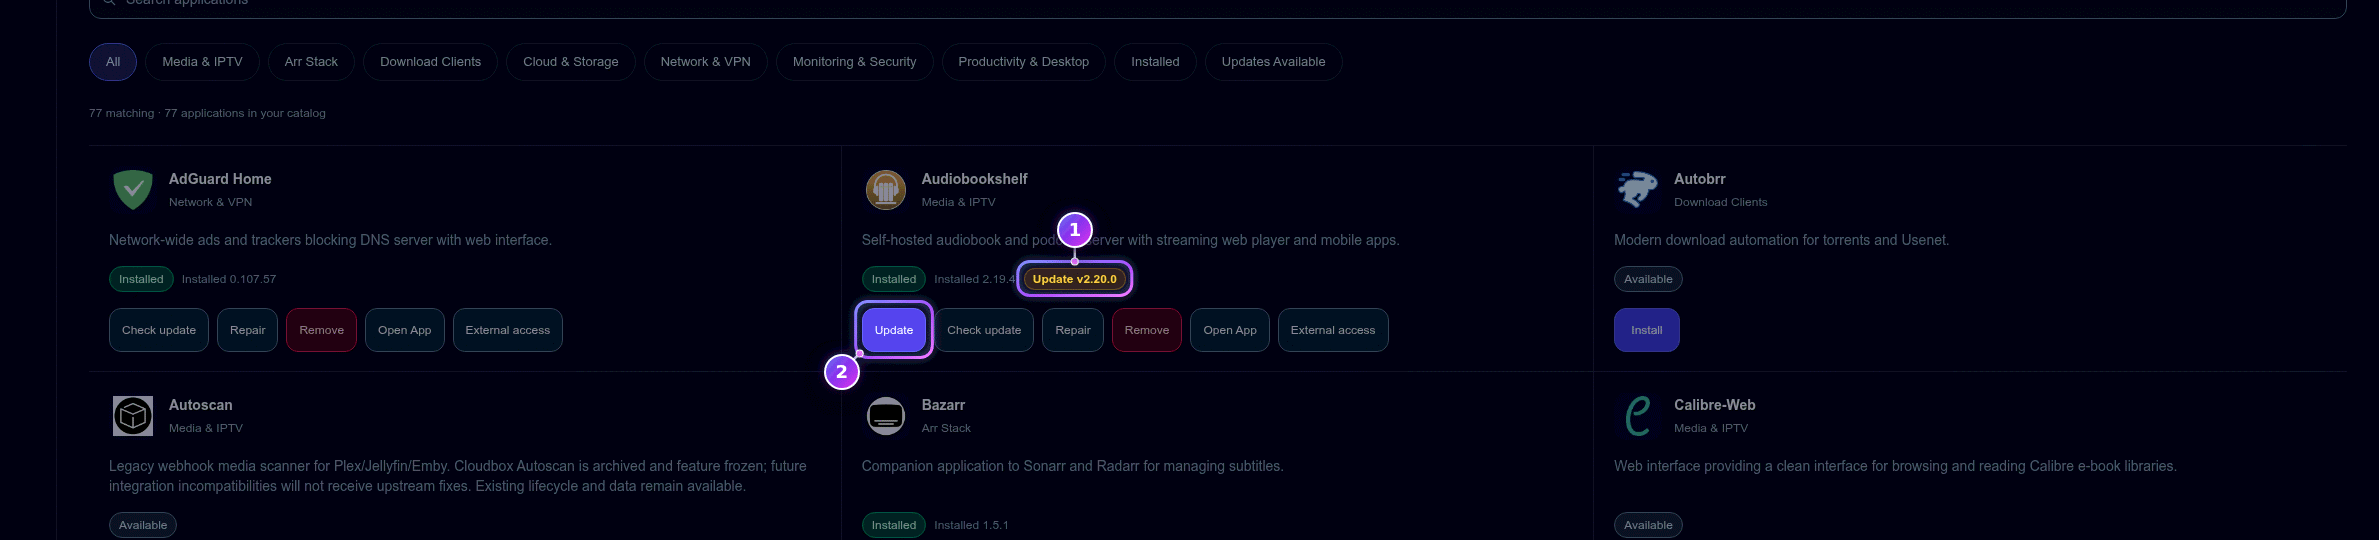 Search applications
All
Media & IPTV
Arr Stack
Download Clients
Cloud & Storage
Network & VPN
Monitoring & Security
Productivity & Desktop
Installed
Updates Available
77 matching · 77 applications in your catalog
AdGuard Home
Network & VPN
Network-wide ads and trackers blocking DNS server with web interface.
Installed
Installed 0.107.57
Check update
Repair
Remove
Open App
External access
Audiobookshelf
Media & IPTV
1
Self-hosted audiobook and server with streaming web player and mobile apps.
Installed
Installed 2.19.4
Update v2.20.0
Update
Check update
Repair
Remove
Open App
External access
2
Autobrr
Download Clients
Modern download automation for torrents and Usenet.
Available
Install
Autoscan
Media & IPTV
Legacy webhook media scanner for Plex/Jellyfin/Emby. Cloudbox Autoscan is archived and feature frozen; future
integration incompatibilities will not receive upstream fixes. Existing lifecycle and data remain available.
Available
Bazarr
Arr Stack
Companion application to Sonarr and Radarr for managing subtitles.
Installed
Installed 1.5.1
Calibre-Web
Media & IPTV
Web interface providing a clean interface for browsing and reading Calibre e-book libraries.
Available